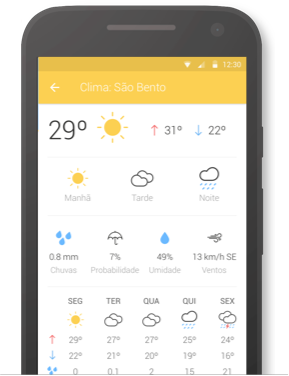 12:30
Clima: São Bento
29º ↑ 31º ↓ 22º
Manhã Tarde Noite
0.8 mm 7% 49% 13 km/h SE
Chuvas Probabilidade Umidade Ventos
SEG TER QUA QUI SEX
↑ 29º 27º 27º 25º 24º
↓ 22º 21º 20º 19º 16º
0 0.1 2 15 21